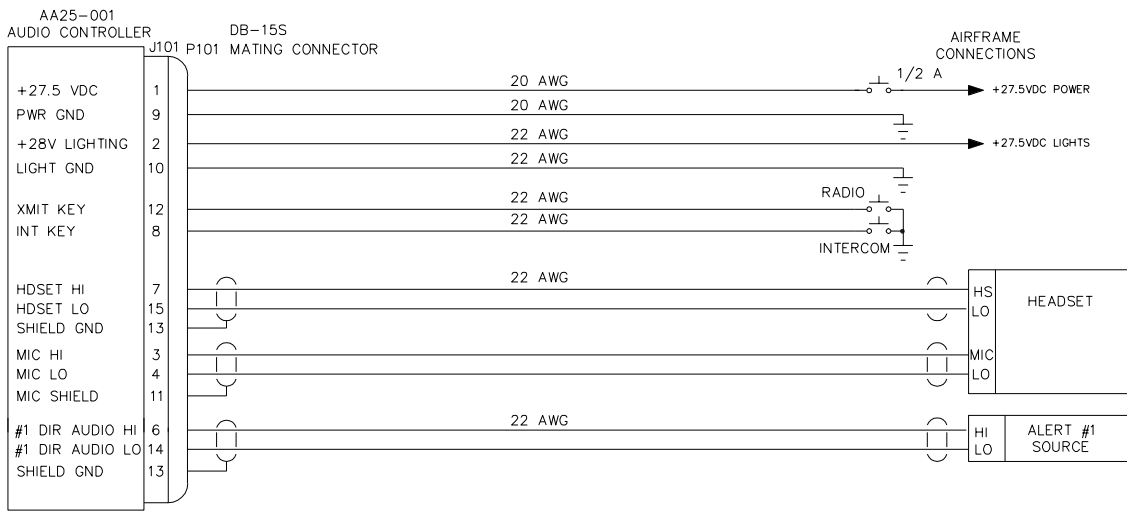 AA25-001
AUDIO CONTROLLER
J101
P101
DB-15S
MATING CONNECTOR
AIRFRAME
CONNECTIONS
+27.5 VDC 1 20 AWG 1/2 A +27.5VDC POWER
PWR GND 9 20 AWG
+28V LIGHTING 2 22 AWG +27.5VDC LIGHTS
LIGHT GND 10 22 AWG
XMIT KEY 12 22 AWG RADIO
INT KEY 8 22 AWG INTERCOM
HDSET HI 7 22 AWG HS
HDSET LO 15 LO
SHIELD GND 13
HEADSET
MIC HI 3 MIC
MIC LO 4 LO
MIC SHIELD 11
#1 DIR AUDIO HI 6 22 AWG HI
#1 DIR AUDIO LO 14 LO
SHIELD GND 13
ALERT #1
SOURCE